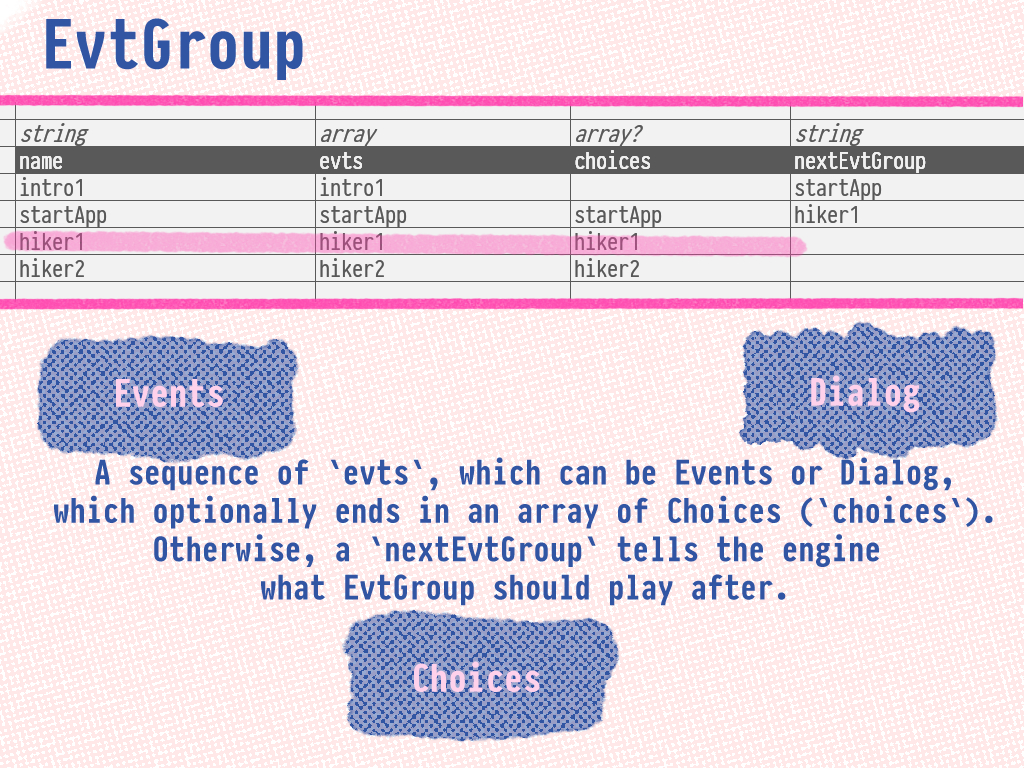 EvtGroup
string array array? string
name evts choices nextEvtGroup
intro1 intro1 startApp
startApp startApp startApp hiker1
hiker1 hiker1 hiker1
hiker2 hiker2 hiker2
Events Dialog
A sequence of `evts`, which can be Events or Dialog,
which optionally ends in an array of Choices (`choices`).
Otherwise, a `nextEvtGroup` tells the engine
what EvtGroup should play after.
Choices